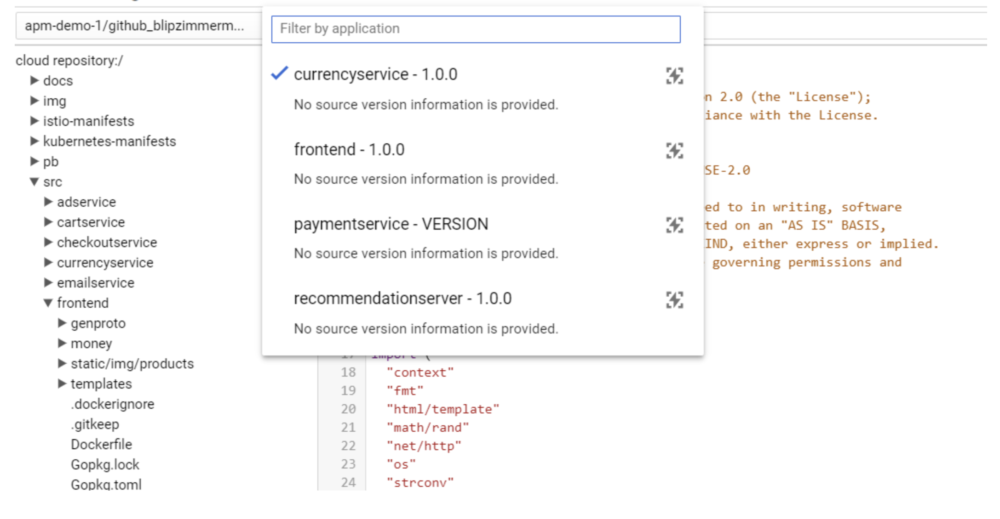 apm-demo-1/github_blipzimmerm...
cloud repository:/
docs
img
istio-manifests
kubernetes-manifests
pb
src
adservice
cartservice
checkoutservice
currencyservice
emailservice
frontend
genproto
money
static/img/products
templates
.dockerignore
.gitkeep
Dockerfile
Gopkg.lock
Gopkg.toml
Filter by application
currencyservice - 1.0.0
No source version information is provided.
frontend - 1.0.0
No source version information is provided.
paymentservice - VERSION
No source version information is provided.
recommendationserver - 1.0.0
No source version information is provided.
n 2.0 (the "License");
iance with the License.
SE-2.0
ed to in writing, software
ted on an "AS IS" BASIS,
IND, either express or implied.
governing permissions and
17 import (
18 "context"
19 "fmt"
20 "html/template"
21 "math/rand"
22 "net/http"
23 "os"
24 "strconv"